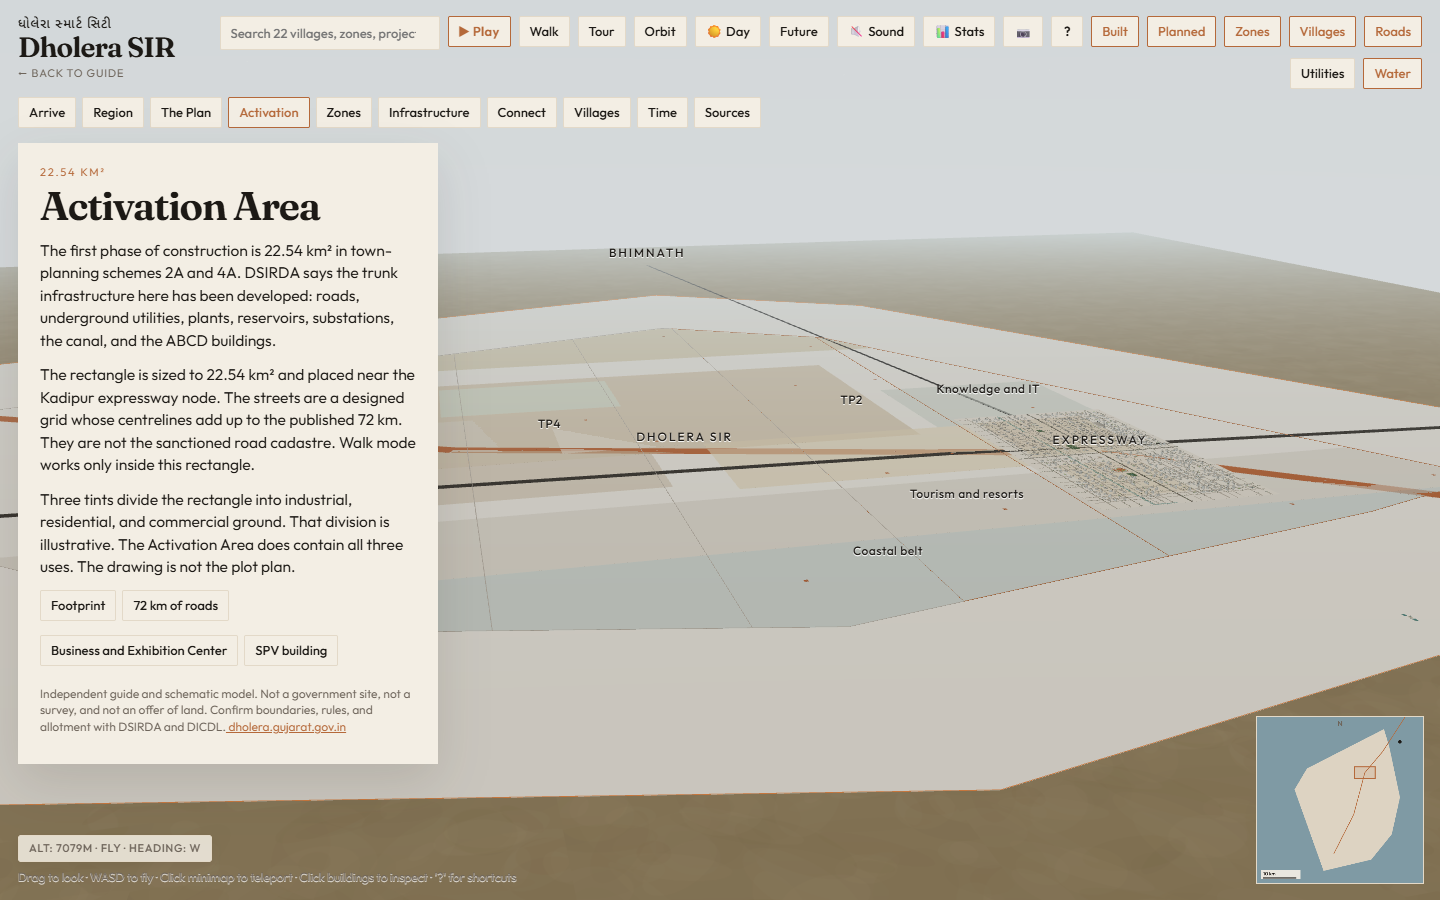 ધોલેરા સ્માર્ટ સિટી
Dholera SIR
← BACK TO GUIDE
Search 22 villages, zones, projec
▶ Play
Walk
Tour
Orbit
Day
Future
Sound
Stats
?
Built
Planned
Zones
Villages
Roads
Utilities
Water
Arrive
Region
The Plan
Activation
Zones
Infrastructure
Connect
Villages
Time
Sources
22.54 KM²
Activation Area
The first phase of construction is 22.54 km² in town-
planning schemes 2A and 4A. DSIRDA says the trunk
infrastructure here has been developed: roads,
underground utilities, plants, reservoirs, substations,
the canal, and the ABCD buildings.
The rectangle is sized to 22.54 km² and placed near the
Kadipur expressway node. The streets are a designed
grid whose centrelines add up to the published 72 km.
They are not the sanctioned road cadastre. Walk mode
works only inside this rectangle.
Three tints divide the rectangle into industrial,
residential, and commercial ground. That division is
illustrative. The Activation Area does contain all three
uses. The drawing is not the plot plan.
Footprint
72 km of roads
Business and Exhibition Center
SPV building
Independent guide and schematic model. Not a government site, not a
survey, and not an offer of land. Confirm boundaries, rules, and
allotment with DSIRDA and DICDL. dholera.gujarat.gov.in
BHIMNATH
Knowledge and IT
TP2
TP4
DHOLERA SIR
EXPRESSWAY
Tourism and resorts
Coastal belt
N
10 km
ALT: 7079M · FLY · HEADING: W
Drag to look · WASD to fly · Click minimap to teleport · Click buildings to inspect · '?' for shortcuts